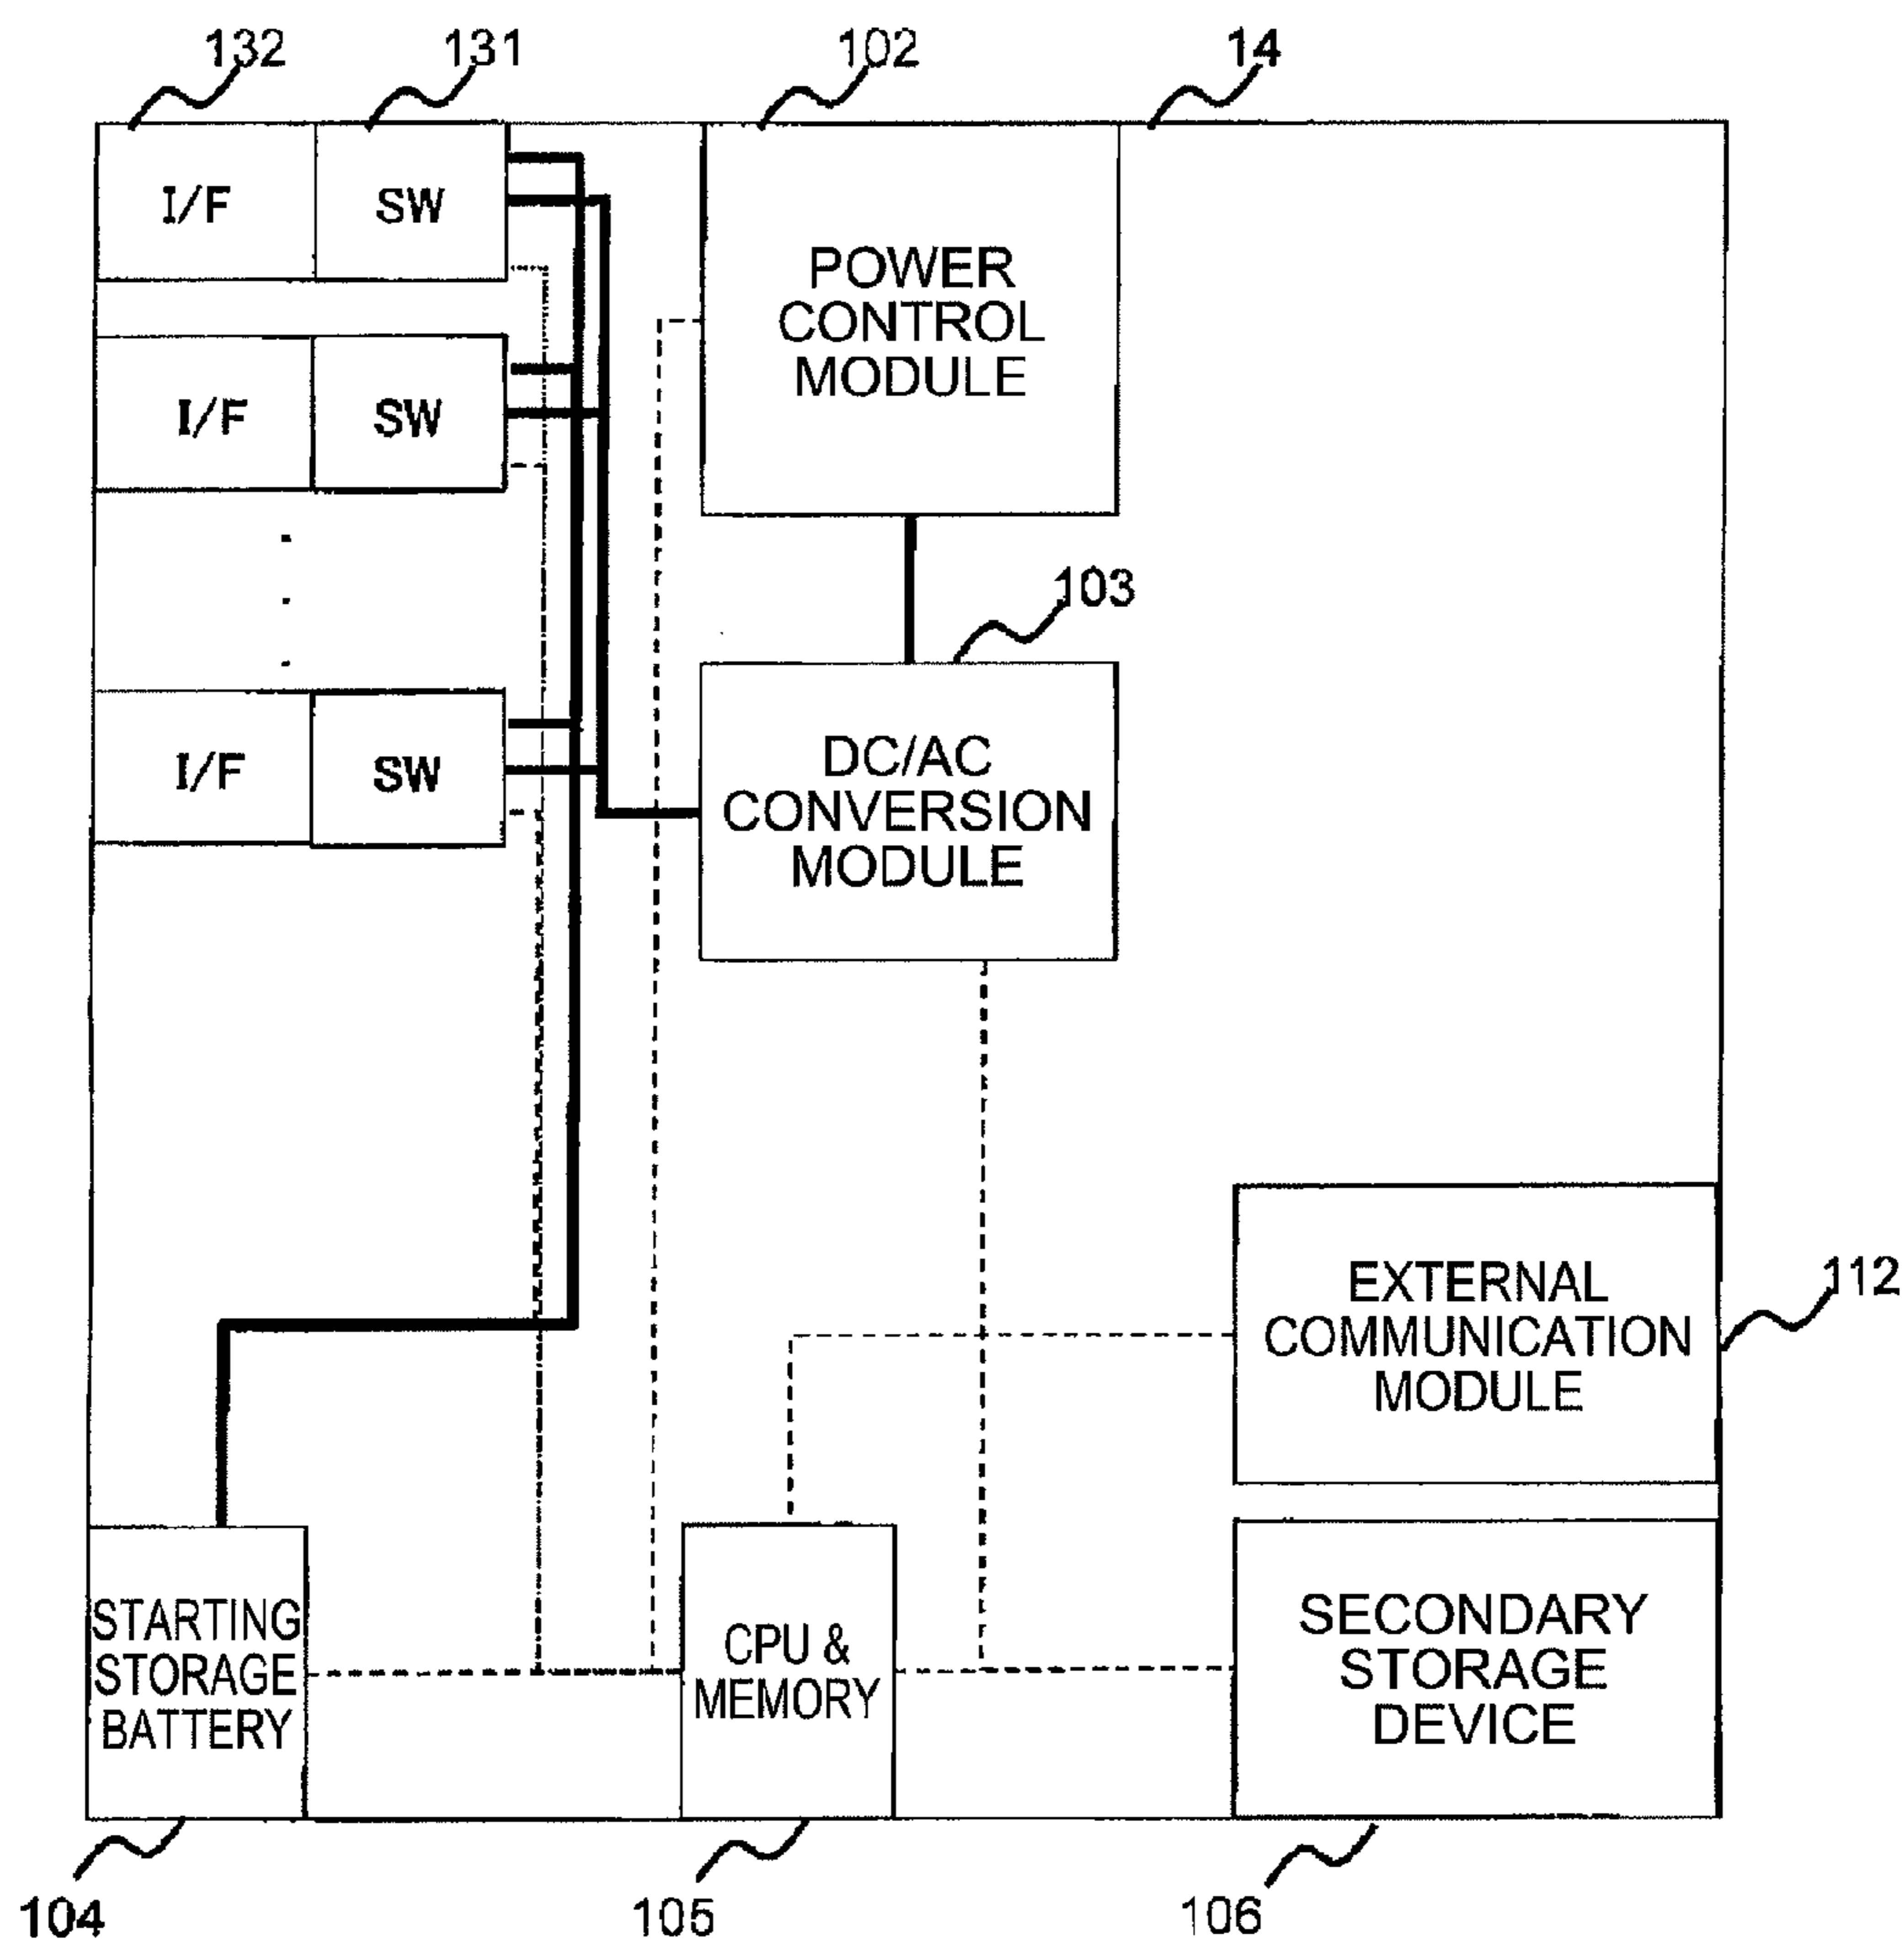 132
131
102
14
I/F
SW
POWER
CONTROL
MODULE
I/F
SW
103
I/F
SW
DC/AC
CONVERSION
MODULE
112
EXTERNAL
COMMUNICATION
MODULE
STARTING
STORAGE
BATTERY
CPU &
MEMORY
SECONDARY
STORAGE
DEVICE
104
105
106